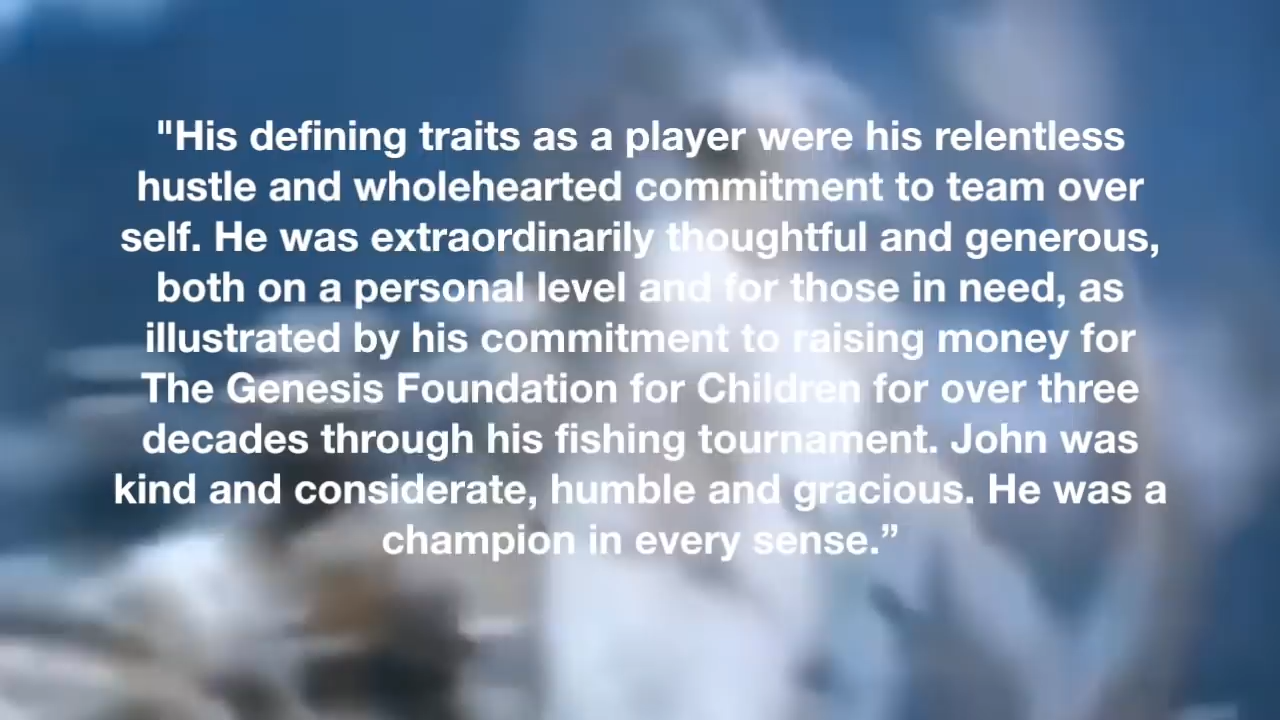 "His defining traits as a player were his relentless
hustle and wholehearted commitment to team over
self. He was extraordinarily thoughtful and generous,
both on a personal level and for those in need, as
illustrated by his commitment to raising money for
The Genesis Foundation for Children for over three
decades through his fishing tournament. John was
kind and considerate, humble and gracious. He was a
champion in every sense.”